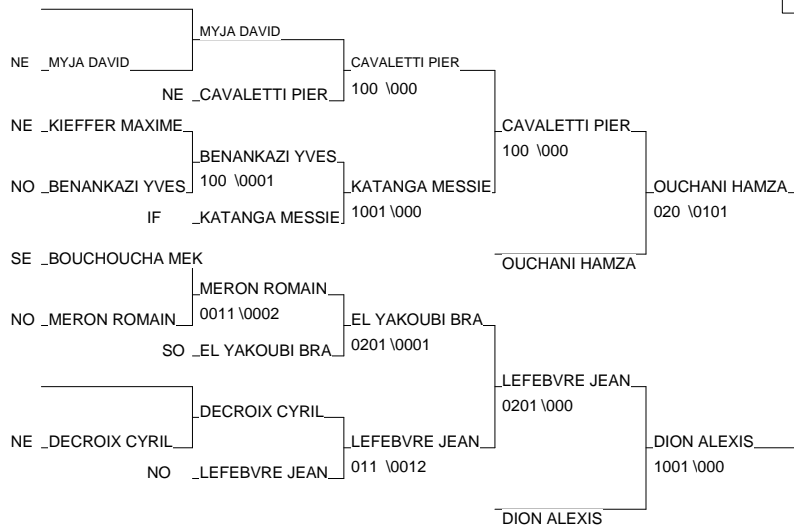 MYJA DAVID
NE MYJA DAVID CAVALETTI PIER
100 \000
NE CAVALETTI PIER
NE KIEFFER MAXIME CAVALETTI PIER
100 \000
BENANKAZI YVES
100 \0001
NO BENANKAZI YVES KATANGA MESSIE OUCHANI HAMZA
1001 \000 020 \0101
IF KATANGA MESSIE
SE BOUCHOUCHA MEK OUCHANI HAMZA
MERON ROMAIN
0011 \0002
NO MERON ROMAIN EL YAKOUBI BRA
0201 \0001
SO EL YAKOUBI BRA
LEFEBVRE JEAN
0201 \000
DECROIX CYRIL
NE DECROIX CYRIL LEFEBVRE JEAN DION ALEXIS
011 \0012 1001 \000
NO LEFEBVRE JEAN
DION ALEXIS